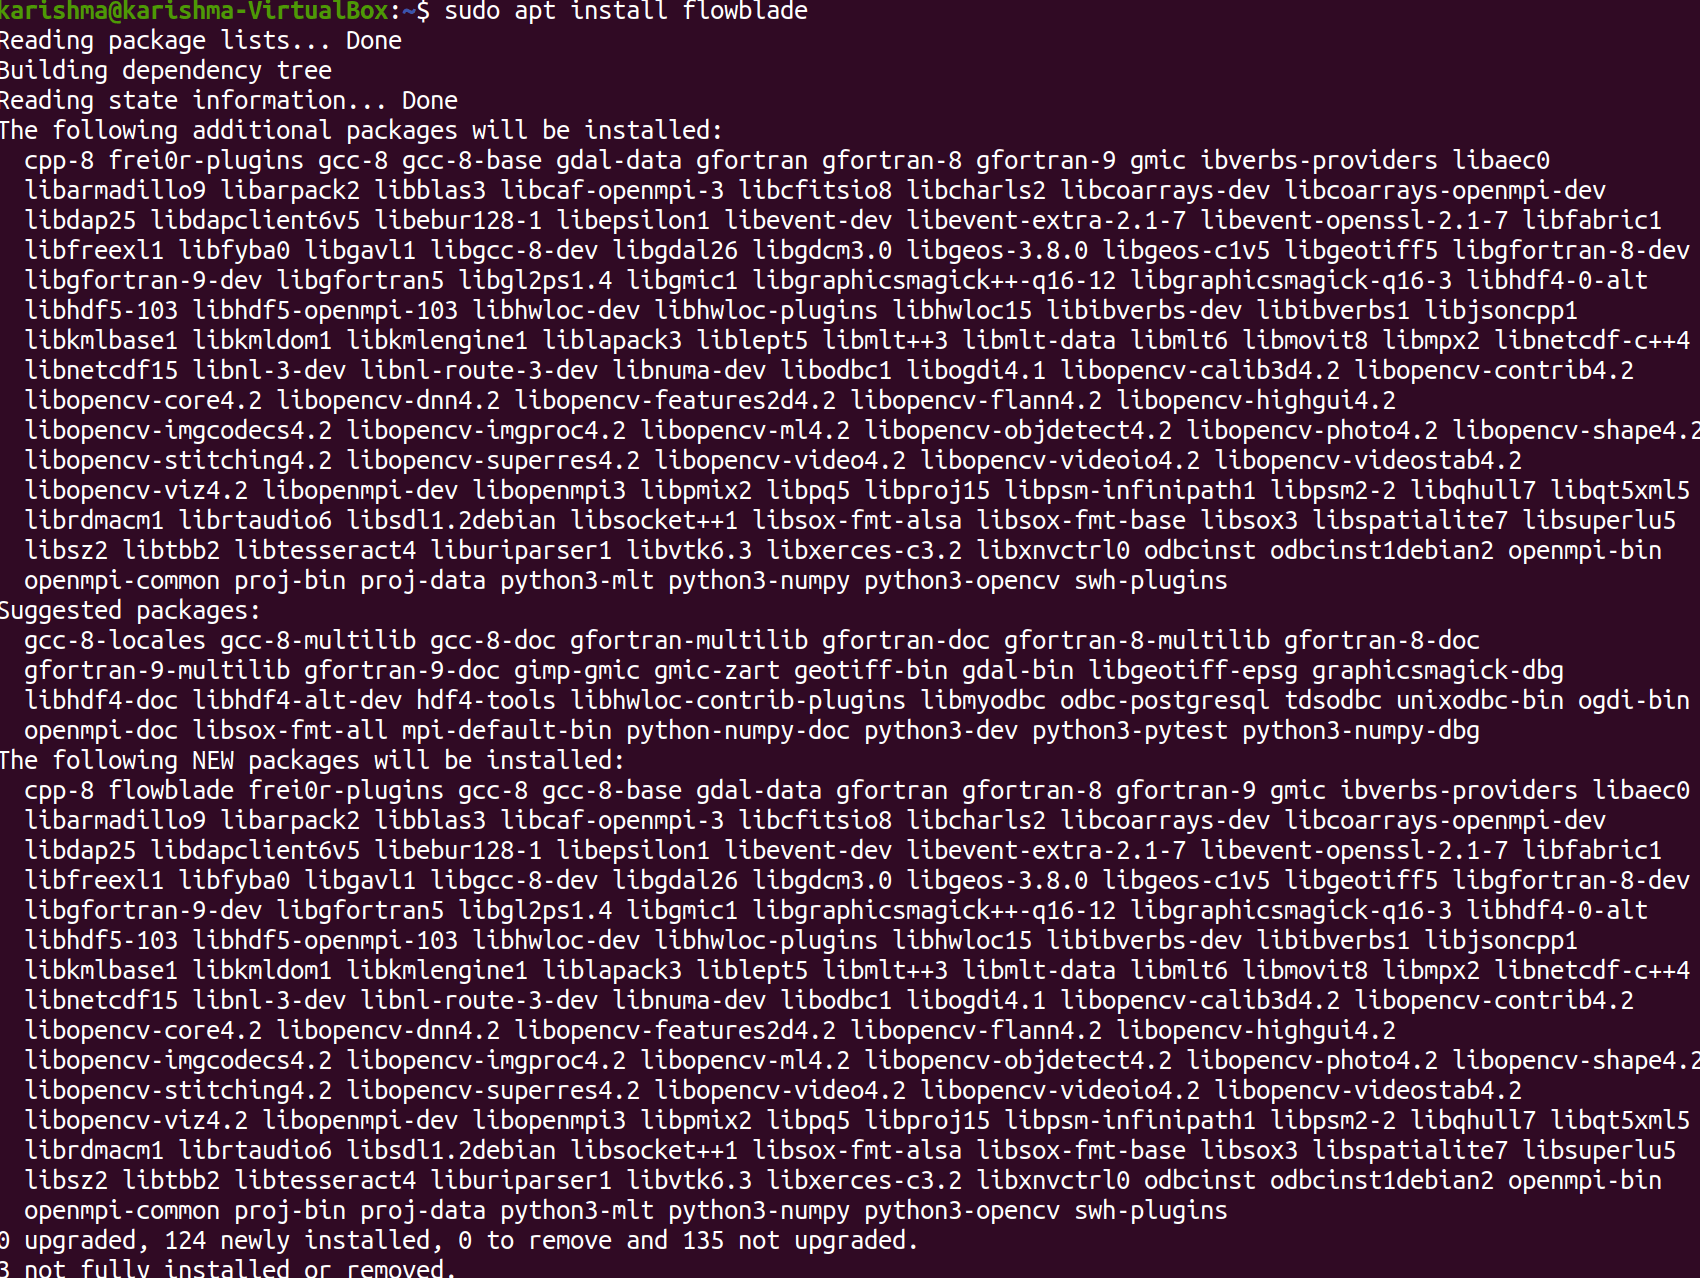 karishma@karishma-VirtualBox:~$ sudo apt install flowblade
Reading package lists... Done
Building dependency tree
Reading state information... Done
The following additional packages will be installed:
cpp-8 frei0r-plugins gcc-8 gcc-8-base gdal-data gfortran gfortran-8 gfortran-9 gmic ibverbs-providers libaec0
libarmadillo9 libarpack2 libblas3 libcaf-openmpi-3 libcfitsio8 libcharls2 libcoarrays-dev libcoarrays-openmpi-dev
libdap25 libdapclient6v5 libebur128-1 libepsilon1 libevent-dev libevent-extra-2.1-7 libevent-openssl-2.1-7 libfabric1
libfreexl1 libfyba0 libgavl1 libgcc-8-dev libgdal26 libgdcm3.0 libgeos-3.8.0 libgeos-c1v5 libgeotiff5 libgfortran-8-dev
libgfortran-9-dev libgfortran5 libgl2ps1.4 libgmic1 libgraphicsmagick++-q16-12 libgraphicsmagick-q16-3 libhdf4-0-alt
libhdf5-103 libhdf5-openmpi-103 libhwloc-dev libhwloc-plugins libhwloc15 libibverbs-dev libibverbs1 libjsoncpp1
libkmlbase1 libkmldom1 libkmlengine1 liblapack3 liblept5 libmlt++3 libmlt-data libmlt6 libmovit8 libmpx2 libnetcdf-c++4
libnetcdf15 libnl-3-dev libnl-route-3-dev libnuma-dev libodbc1 libogdi4.1 libopencv-calib3d4.2 libopencv-contrib4.2
libopencv-core4.2 libopencv-dnn4.2 libopencv-features2d4.2 libopencv-flann4.2 libopencv-highgui4.2
libopencv-imgcodecs4.2 libopencv-imgproc4.2 libopencv-ml4.2 libopencv-objdetect4.2 libopencv-photo4.2 libopencv-shape4.2
libopencv-stitching4.2 libopencv-superres4.2 libopencv-video4.2 libopencv-videoio4.2 libopencv-videostab4.2
libopencv-viz4.2 libopenmpi-dev libopenmpi3 libpmix2 libpq5 libproj15 libpsm-infinipath1 libpsm2-2 libqhull7 libqt5xml5
librdmacm1 librtaudio6 libsdl1.2debian libsocket++1 libsox-fmt-alsa libsox-fmt-base libsox3 libspatialite7 libsuperlu5
libsz2 libtbb2 libtesseract4 liburiparser1 libvtk6.3 libxerces-c3.2 libxnvctrl0 odbcinst odbcinst1debian2 openmpi-bin
openmpi-common proj-bin proj-data python3-mlt python3-numpy python3-opencv swh-plugins
Suggested packages:
gcc-8-locales gcc-8-multilib gcc-8-doc gfortran-multilib gfortran-doc gfortran-8-multilib gfortran-8-doc
gfortran-9-multilib gfortran-9-doc gimp-gmic gmic-zart geotiff-bin gdal-bin libgeotiff-epsg graphicsmagick-dbg
libhdf4-doc libhdf4-alt-dev hdf4-tools libhwloc-contrib-plugins libmyodbc odbc-postgresql tdsodbc unixodbc-bin ogdi-bin
openmpi-doc libsox-fmt-all mpi-default-bin python-numpy-doc python3-dev python3-pytest python3-numpy-dbg
The following NEW packages will be installed:
cpp-8 flowblade frei0r-plugins gcc-8 gcc-8-base gdal-data gfortran gfortran-8 gfortran-9 gmic ibverbs-providers libaec0
libarmadillo9 libarpack2 libblas3 libcaf-openmpi-3 libcfitsio8 libcharls2 libcoarrays-dev libcoarrays-openmpi-dev
libdap25 libdapclient6v5 libebur128-1 libepsilon1 libevent-dev libevent-extra-2.1-7 libevent-openssl-2.1-7 libfabric1
libfreexl1 libfyba0 libgavl1 libgcc-8-dev libgdal26 libgdcm3.0 libgeos-3.8.0 libgeos-c1v5 libgeotiff5 libgfortran-8-dev
libgfortran-9-dev libgfortran5 libgl2ps1.4 libgmic1 libgraphicsmagick++-q16-12 libgraphicsmagick-q16-3 libhdf4-0-alt
libhdf5-103 libhdf5-openmpi-103 libhwloc-dev libhwloc-plugins libhwloc15 libibverbs-dev libibverbs1 libjsoncpp1
libkmlbase1 libkmldom1 libkmlengine1 liblapack3 liblept5 libmlt++3 libmlt-data libmlt6 libmovit8 libmpx2 libnetcdf-c++4
libnetcdf15 libnl-3-dev libnl-route-3-dev libnuma-dev libodbc1 libogdi4.1 libopencv-calib3d4.2 libopencv-contrib4.2
libopencv-core4.2 libopencv-dnn4.2 libopencv-features2d4.2 libopencv-flann4.2 libopencv-highgui4.2
libopencv-imgcodecs4.2 libopencv-imgproc4.2 libopencv-ml4.2 libopencv-objdetect4.2 libopencv-photo4.2 libopencv-shape4.2
libopencv-stitching4.2 libopencv-superres4.2 libopencv-video4.2 libopencv-videoio4.2 libopencv-videostab4.2
libopencv-viz4.2 libopenmpi-dev libopenmpi3 libpmix2 libpq5 libproj15 libpsm-infinipath1 libpsm2-2 libqhull7 libqt5xml5
librdmacm1 librtaudio6 libsdl1.2debian libsocket++1 libsox-fmt-alsa libsox-fmt-base libsox3 libspatialite7 libsuperlu5
libsz2 libtbb2 libtesseract4 liburiparser1 libvtk6.3 libxerces-c3.2 libxnvctrl0 odbcinst odbcinst1debian2 openmpi-bin
openmpi-common proj-bin proj-data python3-mlt python3-numpy python3-opencv swh-plugins
0 upgraded, 124 newly installed, 0 to remove and 135 not upgraded.
3 not fully installed or removed.